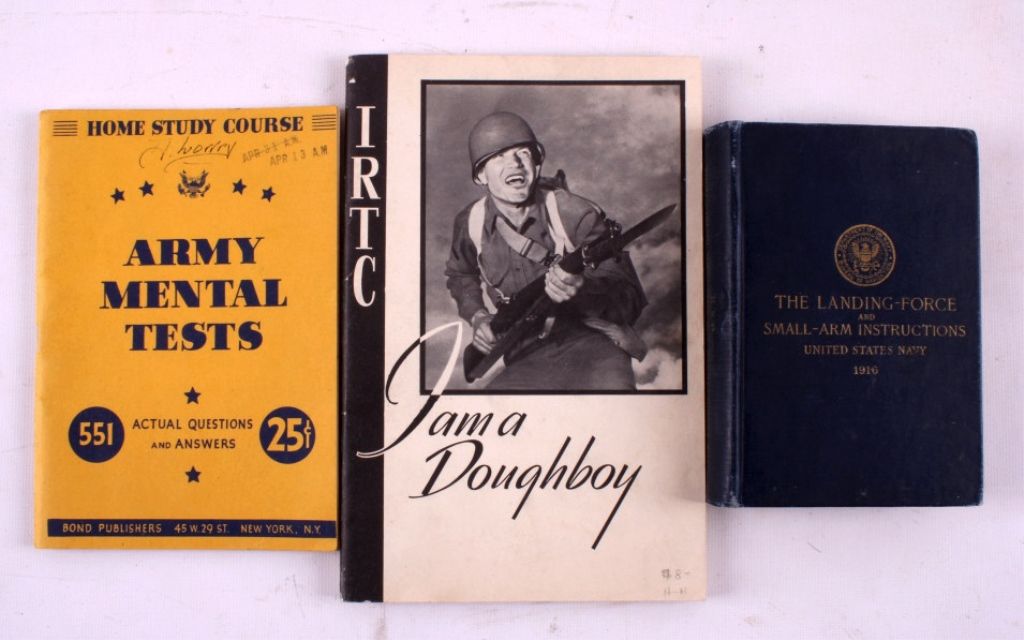 HOME STUDY COURSE
APR 13 A.M
ARMY
MENTAL
TESTS
551
ACTUAL QUESTIONS
AND ANSWERS
25¢
BOND PUBLISHERS 45 W. 29 ST. NEW YORK, N.Y.
IRTC
I am a
Doughboy
THE LANDING-FORCE
AND
SMALL-ARM INSTRUCTIONS
UNITED STATES NAVY
1916